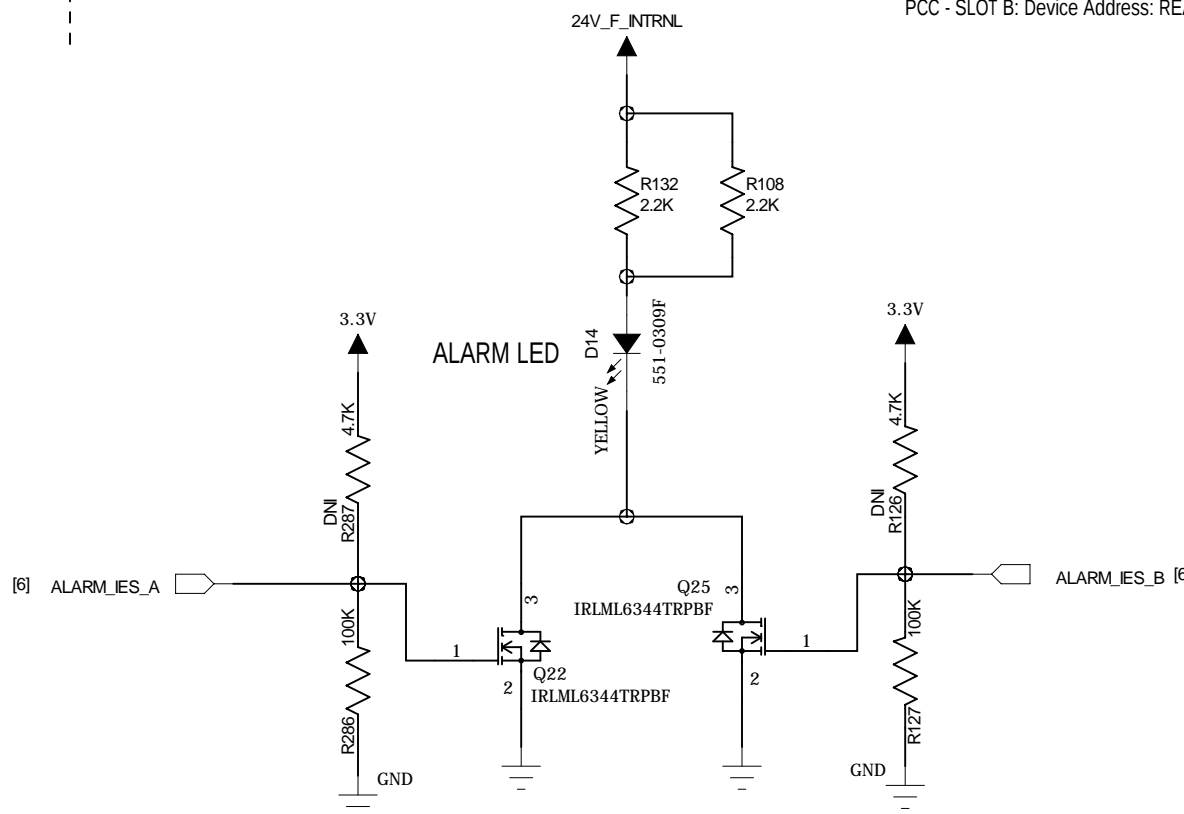 PCC - SLOT B: Device Address:
24V_F_INTRNL
R132
2.2K
R108
2.2K
3.3V
ALARM LED
D14
551-0309F
YELLOW
3.3V
4.7K
DNI
R287
4.7K
DNI
R126
[6] ALARM_IES_A
ALARM_IES_B [6
100K
R286
GND
1
3
2
Q22
IRLML6344TRPBF
Q25
IRLML6344TRPBF
3
1
2
100K
R127
GND